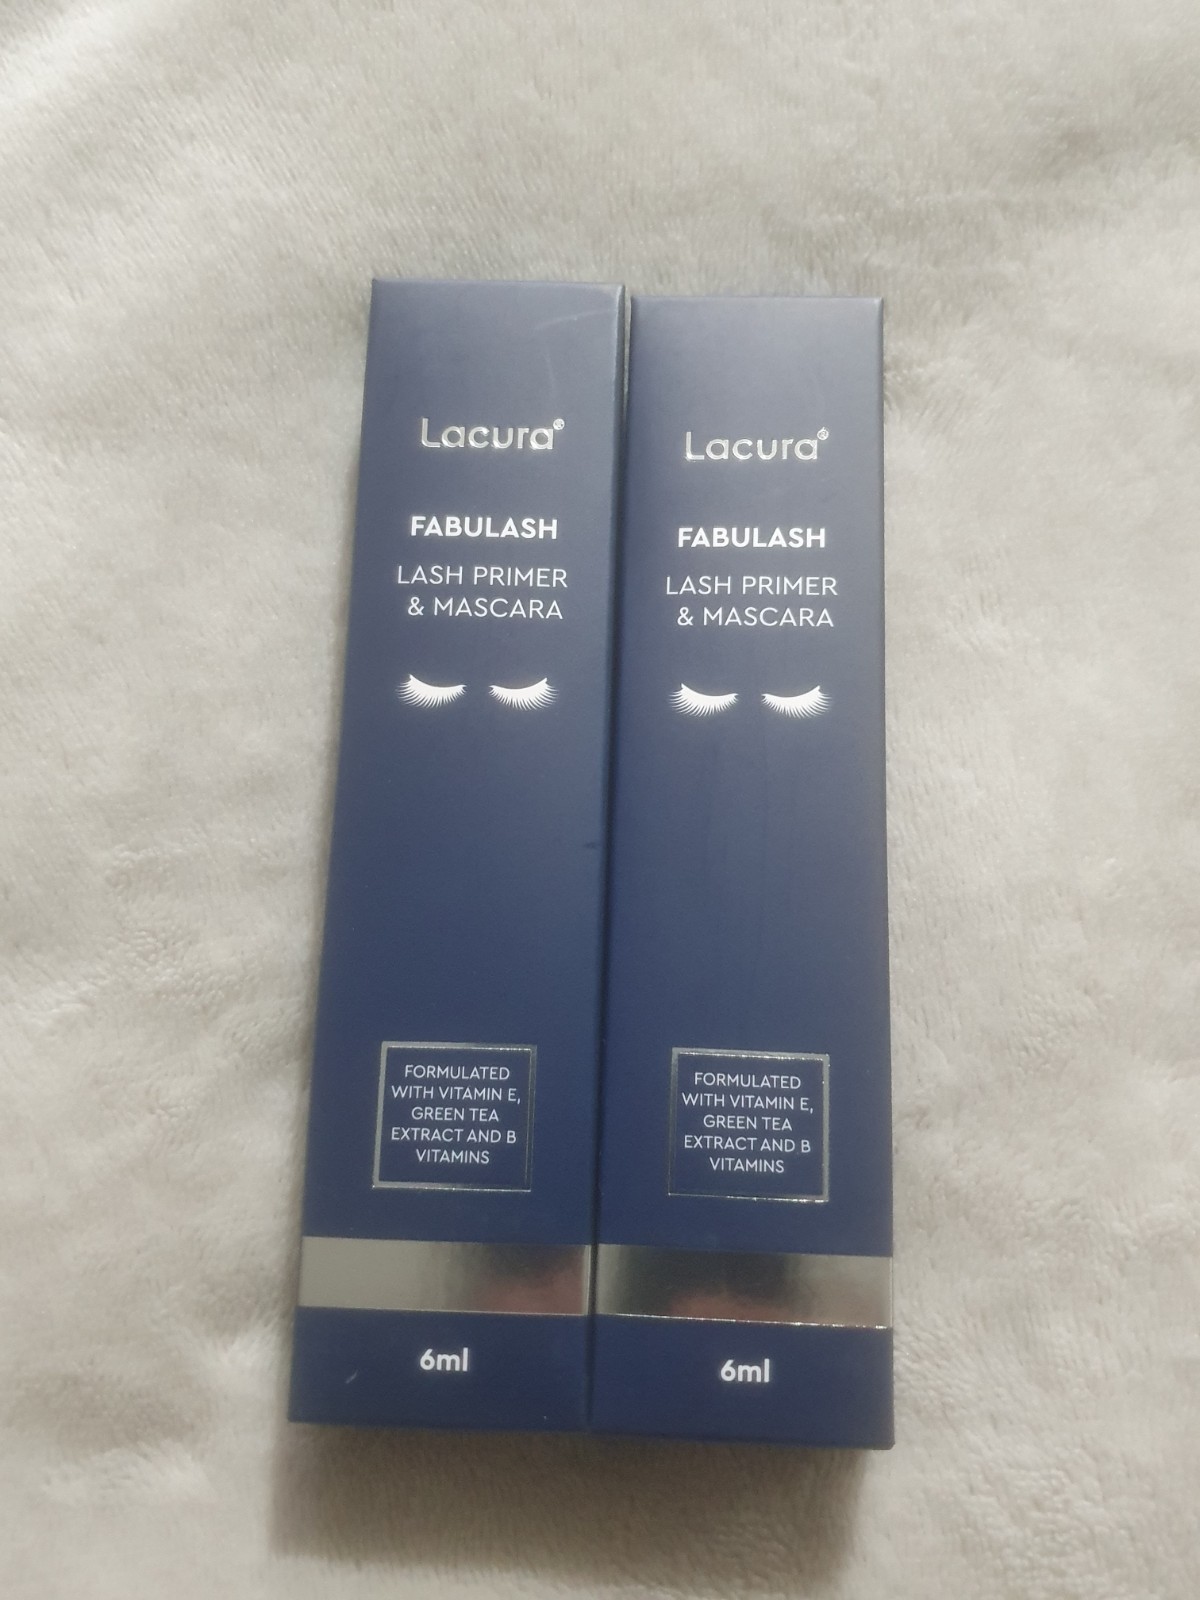 Lacura®
FABULASH
LASH PRIMER
& MASCARA
FORMULATED
WITH VITAMIN E,
GREEN TEA
EXTRACT AND B
VITAMINS
6ml
Lacura®
FABULASH
LASH PRIMER
& MASCARA
FORMULATED
WITH VITAMIN E,
GREEN TEA
EXTRACT AND B
VITAMINS
6ml